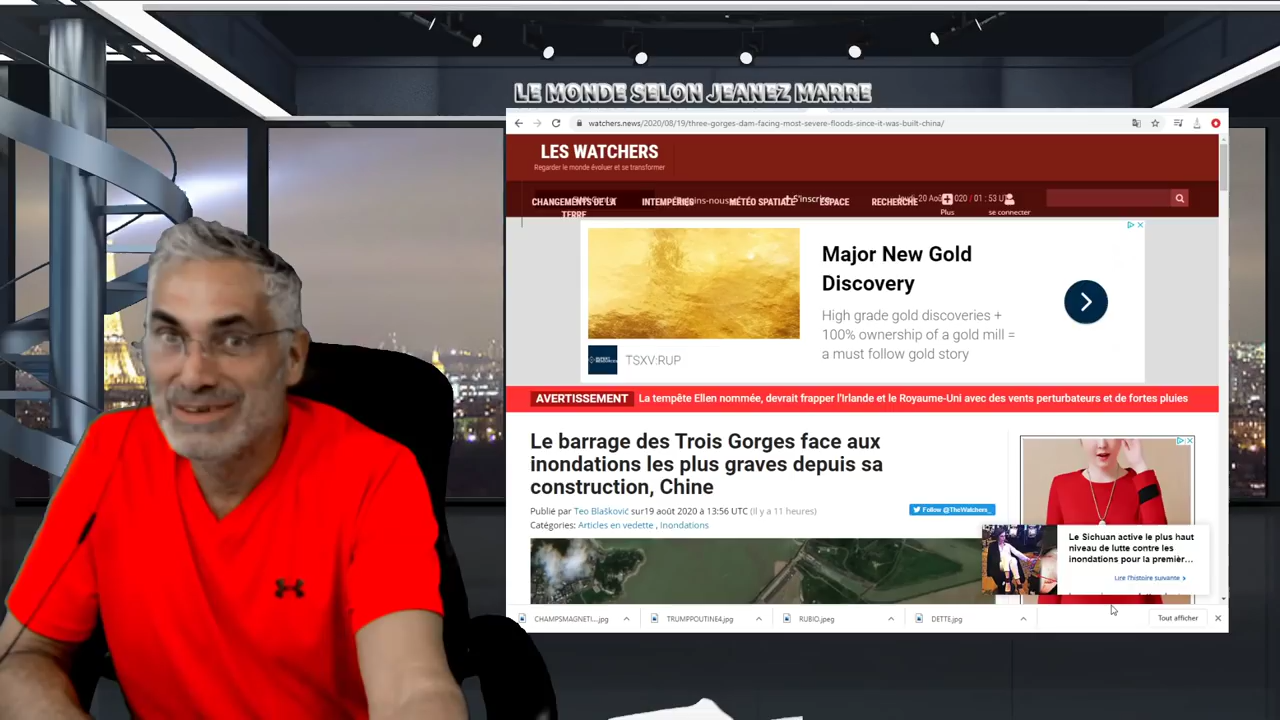 LE MONDE SELON JEANEZ MARRE
watchers.news/2020/08/19/three-gorges-dam-facing-most-severe-floods-since-it-was-built-china/
LES WATCHERS
Regarder le monde évoluer et se transformer
CHANGEMENTS DE LA TERRE
INTEMPÉRIES
MÉTÉO SPATIALE
S'inscrire
ESPACE
RECHERCHE
01 : 53
Plus
se connecter
Major New Gold
Discovery
High grade gold discoveries +
100% ownership of a gold mill =
a must follow gold story
TSXV:RUP
AVERTISSEMENT La tempête Ellen nommée, devrait frapper l'Irlande et le Royaume-Uni avec des vents perturbateurs et de fortes pluies
Le barrage des Trois Gorges face aux
inondations les plus graves depuis sa
construction, Chine
Publié par Teo Blašković sur19 août 2020 à 13:56 UTC (Il y a 11 heures)
Follow @TheWatchers_
Catégories: Articles en vedette , Inondations
Le Sichuan active le plus haut
niveau de lutte contre les
inondations pour la premièr...
Lire l'histoire suivante
CHAMPSMAGNETI....jpg
TRUMPPOUTINE4.jpg
RUBIO.jpeg
DETTE.jpg
Tout afficher